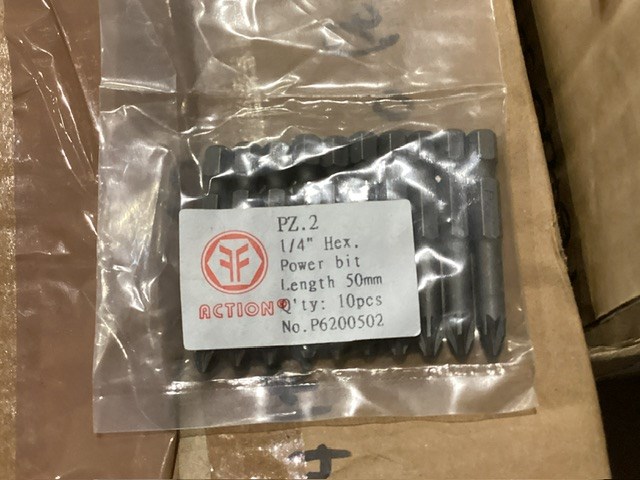 PZ.2
1/4" Hex.
Power bit
Length 50mm
Q'ty: 10pcs
No.P6200502
ACTION®